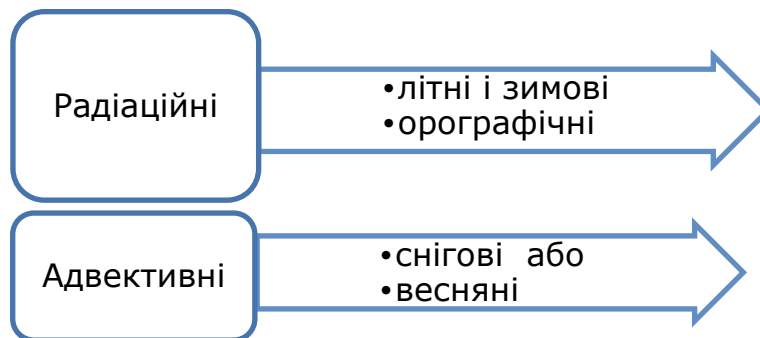 Радіаційні
•літні і зимові
•орографічні
Адвективні
•снігові або
•весняні